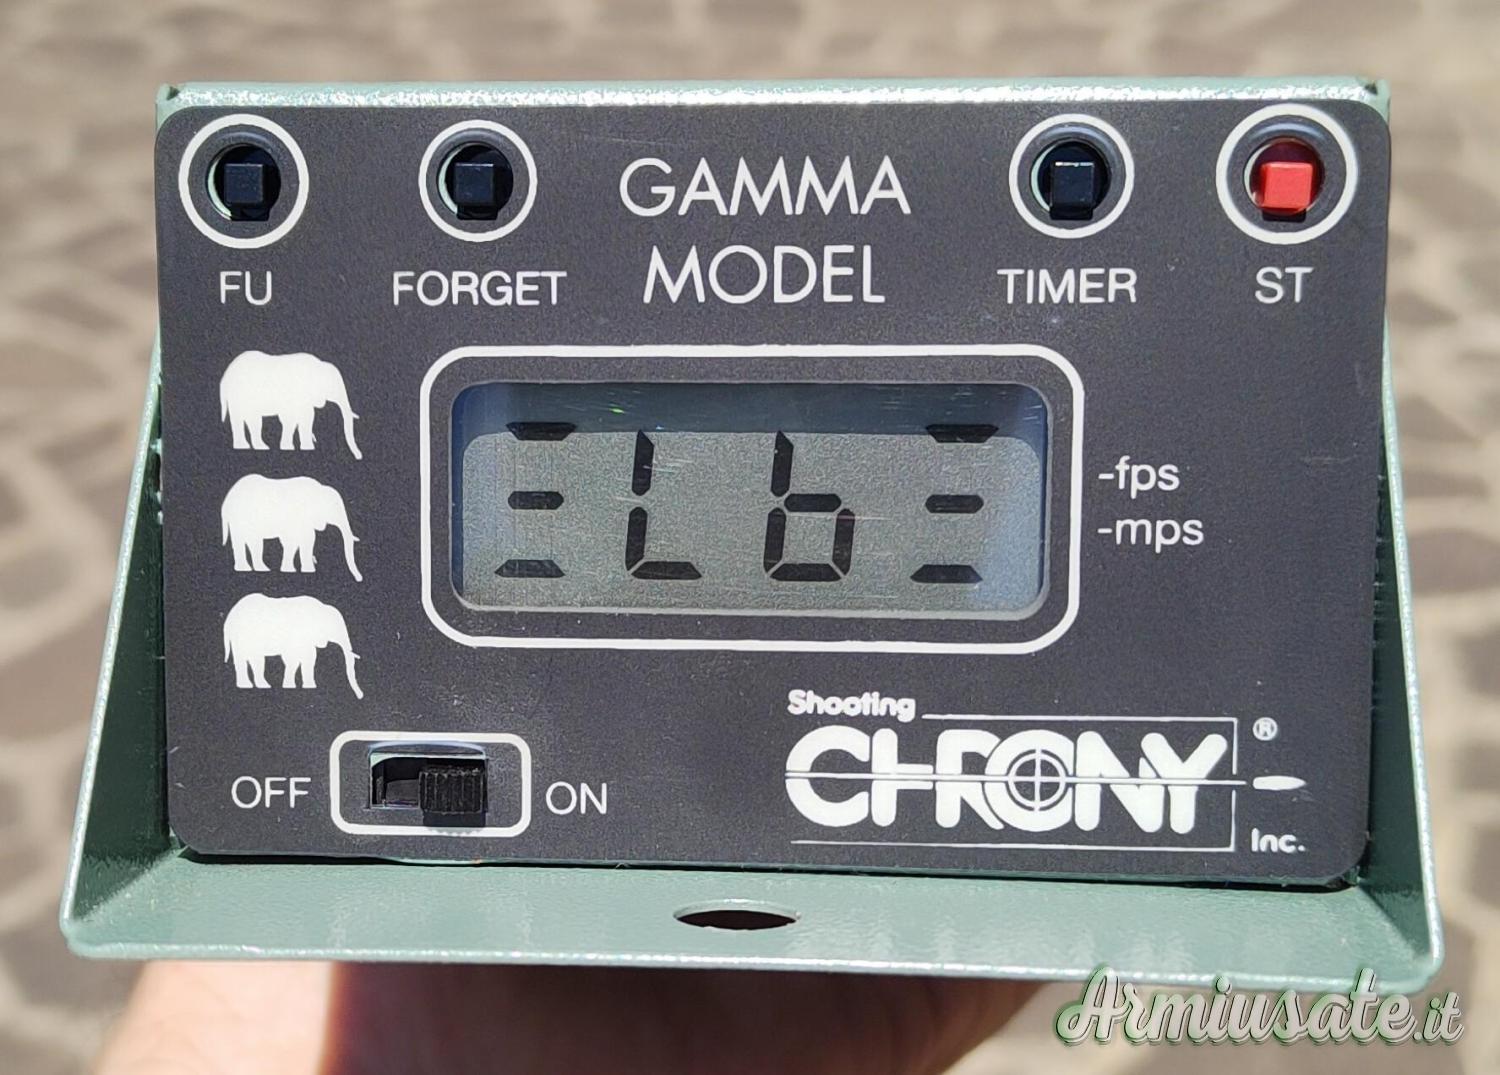 GAMMA
MODEL
FU
FORGET
TIMER
ST
≡Lb≡
-fps
-mps
OFF
ON
Shooting
CHRONY ®
Inc.
Armiusate.it